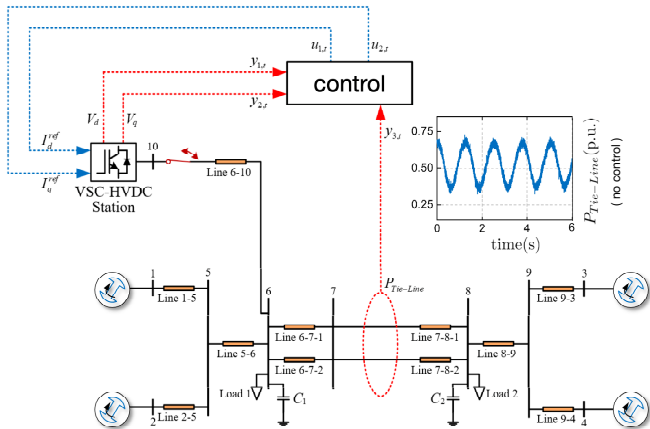 u1,t
u2,t
y1,t
y2,t
control
Vd
Vq
y3,t
Id^ref
Iq^ref
10
Line 6-10
VSC-HVDC
Station
0.75
0.50
0.25
0
2
4
6
time(s)
PTie−Line(p.u.)
( no control)
PTie-Line
1
5
6
7
8
9
3
Line 1-5
Line 9-3
Line 6-7-1
Line 7-8-1
Line 5-6
Line 8-9
Line 6-7-2
Line 7-8-2
Load 1
C1
C2
Load 2
2
Line 2-5
Line 9-4
4